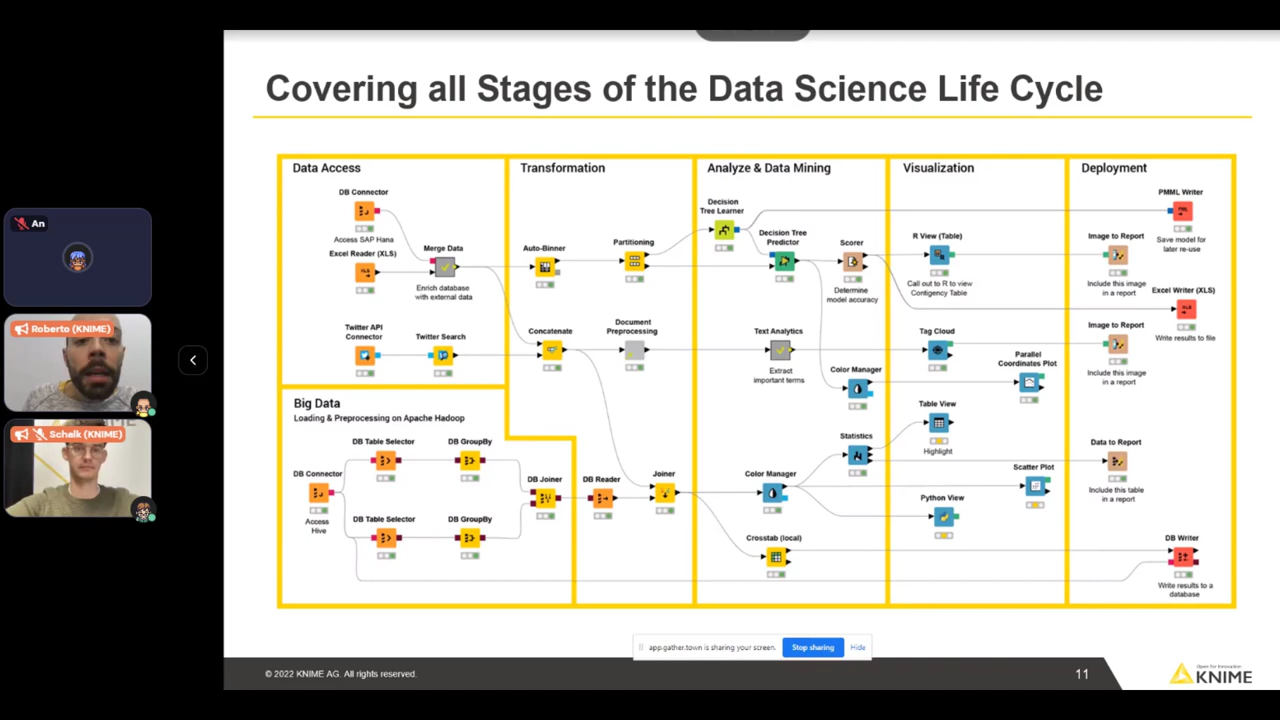 Covering all Stages of the Data Science Life Cycle
An
Roberto (KNIME)
Schalk (KNIME)
Data Access
DB Connector
Access SAP Hana
Excel Reader (XLS)
XLS
Merge Data
Enrich database
with external data
Twitter API
Connector
Twitter Search
Big Data
Loading & Preprocessing on Apache Hadoop
DB Connector
Access
Hive
DB Table Selector
DB GroupBy
DB Table Selector
DB GroupBy
DB Joiner
Transformation
Auto-Binner
Partitioning
Concatenate
Document
Preprocessing
DB Reader
Joiner
Analyze & Data Mining
Decision
Tree Learner
Decision Tree
Predictor
Scorer
Determine
model accuracy
Text Analytics
Extract
important terms
Color Manager
Statistics
Color Manager
Crosstab (local)
Visualization
R View (Table)
Call out to R to view
Contigency Table
Tag Cloud
Parallel
Coordinates Plot
Table View
Highlight
Scatter Plot
Python View
Deployment
PMML Writer
PML
Save model for
later re-use
Image to Report
Include this image
in a report
Excel Writer (XLS)
XLS
Write results to file
Image to Report
Include this image
in a report
Data to Report
Include this table
in a report
DB Writer
Write results to a
database
app.gather.town is sharing your screen.
Stop sharing
Hide
© 2022 KNIME AG. All rights reserved.
11
Open for Innovation
KNIME